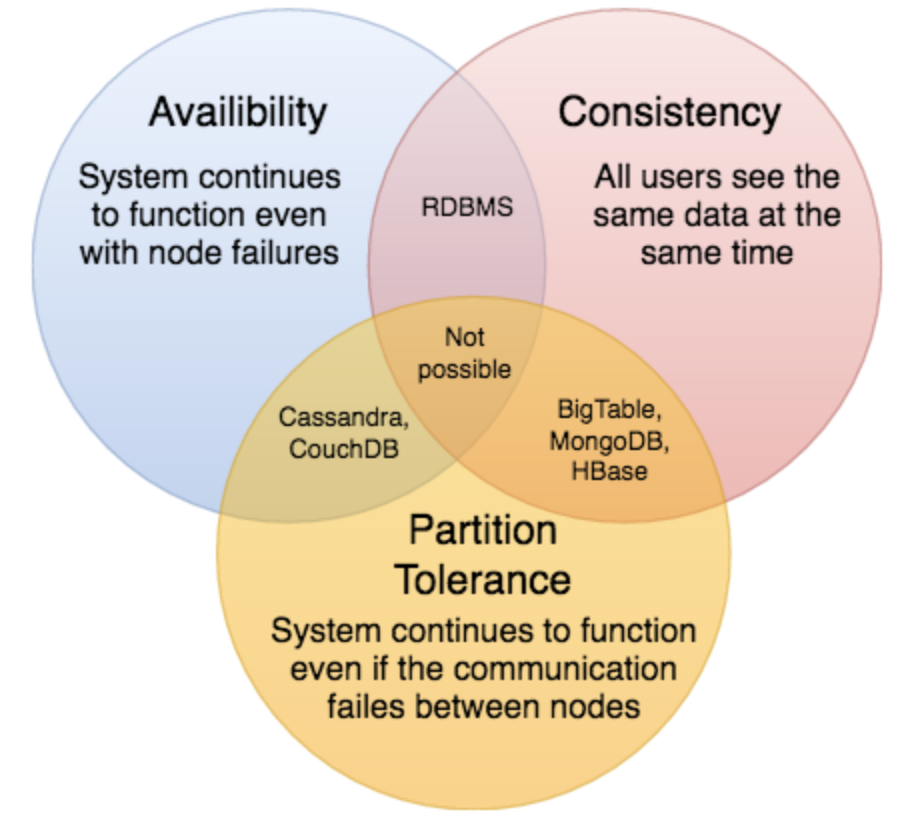 Availibility
System continues
to function even
with node failures
Consistency
All users see the
same data at the
same time
RDBMS
Not
possible
Cassandra,
CouchDB
BigTable,
MongoDB,
HBase
Partition
Tolerance
System continues to function
even if the communication
failes between nodes